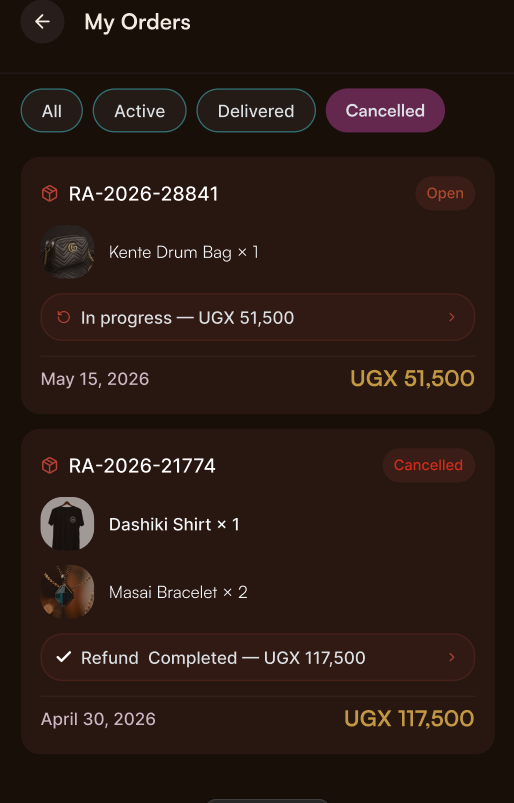 My Orders
All Active Delivered Cancelled
RA-2026-28841 Open
Kente Drum Bag × 1
In progress — UGX 51,500
May 15, 2026 UGX 51,500
RA-2026-21774 Cancelled
Dashiki Shirt × 1
Masai Bracelet × 2
Refund  Completed — UGX 117,500
April 30, 2026 UGX 117,500